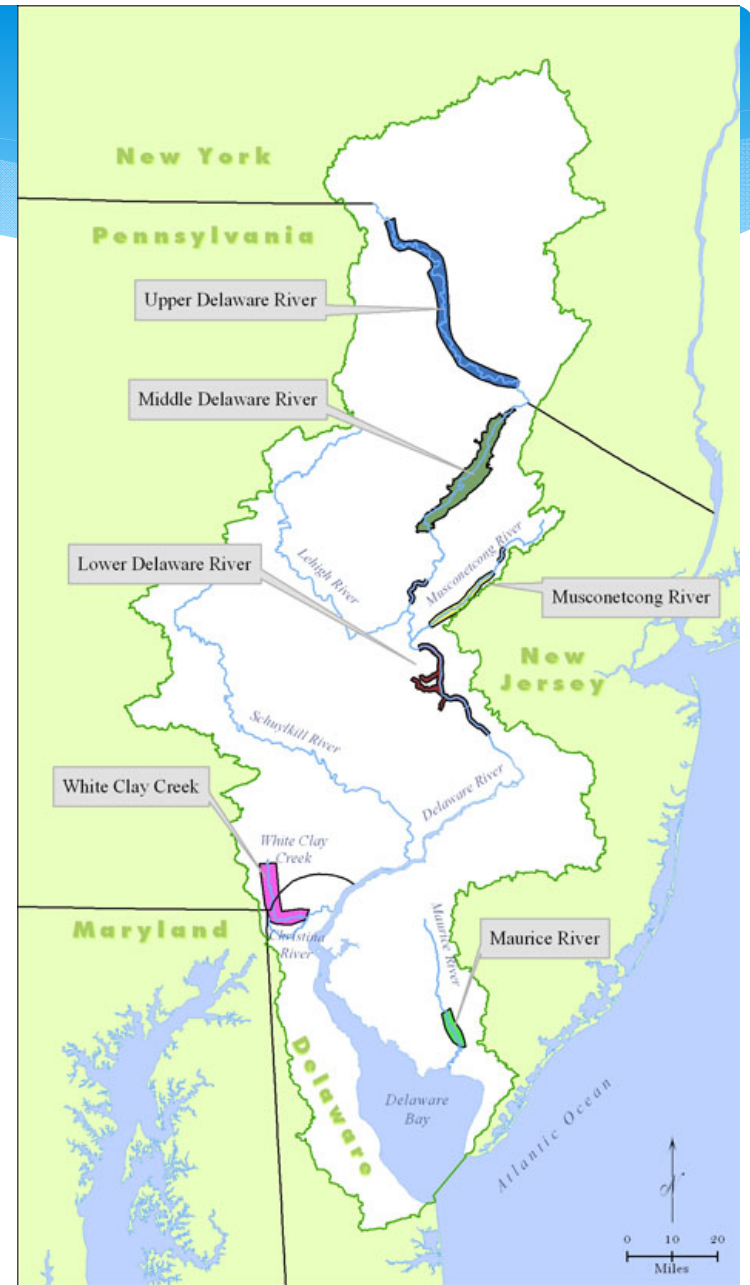 New York
Pennsylvania
Upper Delaware River
Middle Delaware River
Lehigh River
Musconetcong River
Lower Delaware River
Musconetcong River
New
Jersey
Schuylkill River
White Clay Creek
Delaware River
White Clay
Creek
Maryland
Christina
River
Maurice River
Maurice River
Delaware
Delaware
Bay
Atlantic Ocean
N
0 10 20
Miles